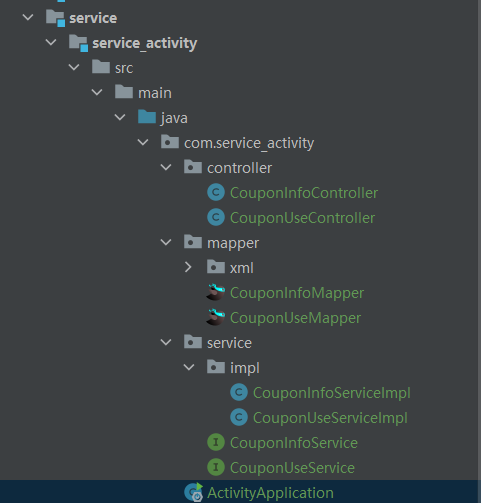 service
service_activity
src
main
java
com.service_activity
controller
CouponInfoController
CouponUseController
mapper
xml
CouponInfoMapper
CouponUseMapper
service
impl
CouponInfoServiceImpl
CouponUseServiceImpl
CouponInfoService
CouponUseService
ActivityApplication